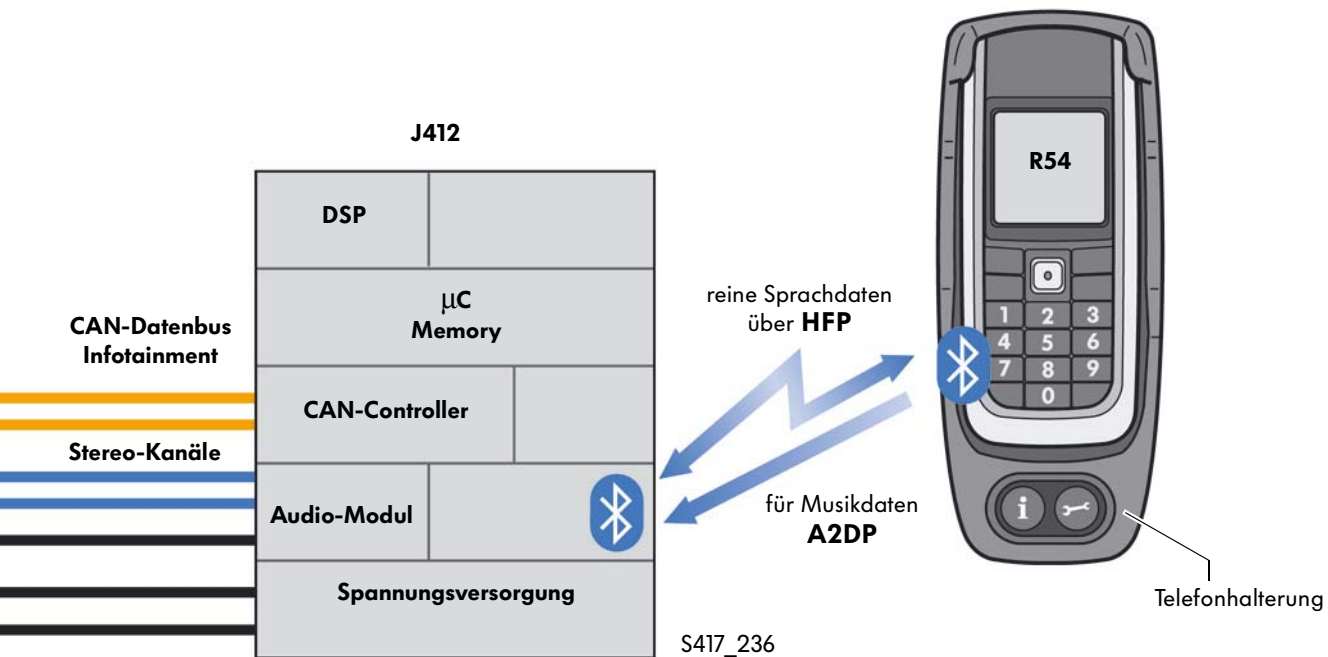 J412
DSP
µC
Memory
CAN-Controller
Audio-Modul
Spannungsversorgung
CAN-Datenbus
Infotainment
Stereo-Kanäle
reine Sprachdaten
über HFP
für Musikdaten
A2DP
R54
1 2 3
4 5 6
7 8 9
0
i
Telefonhalterung
S417_236